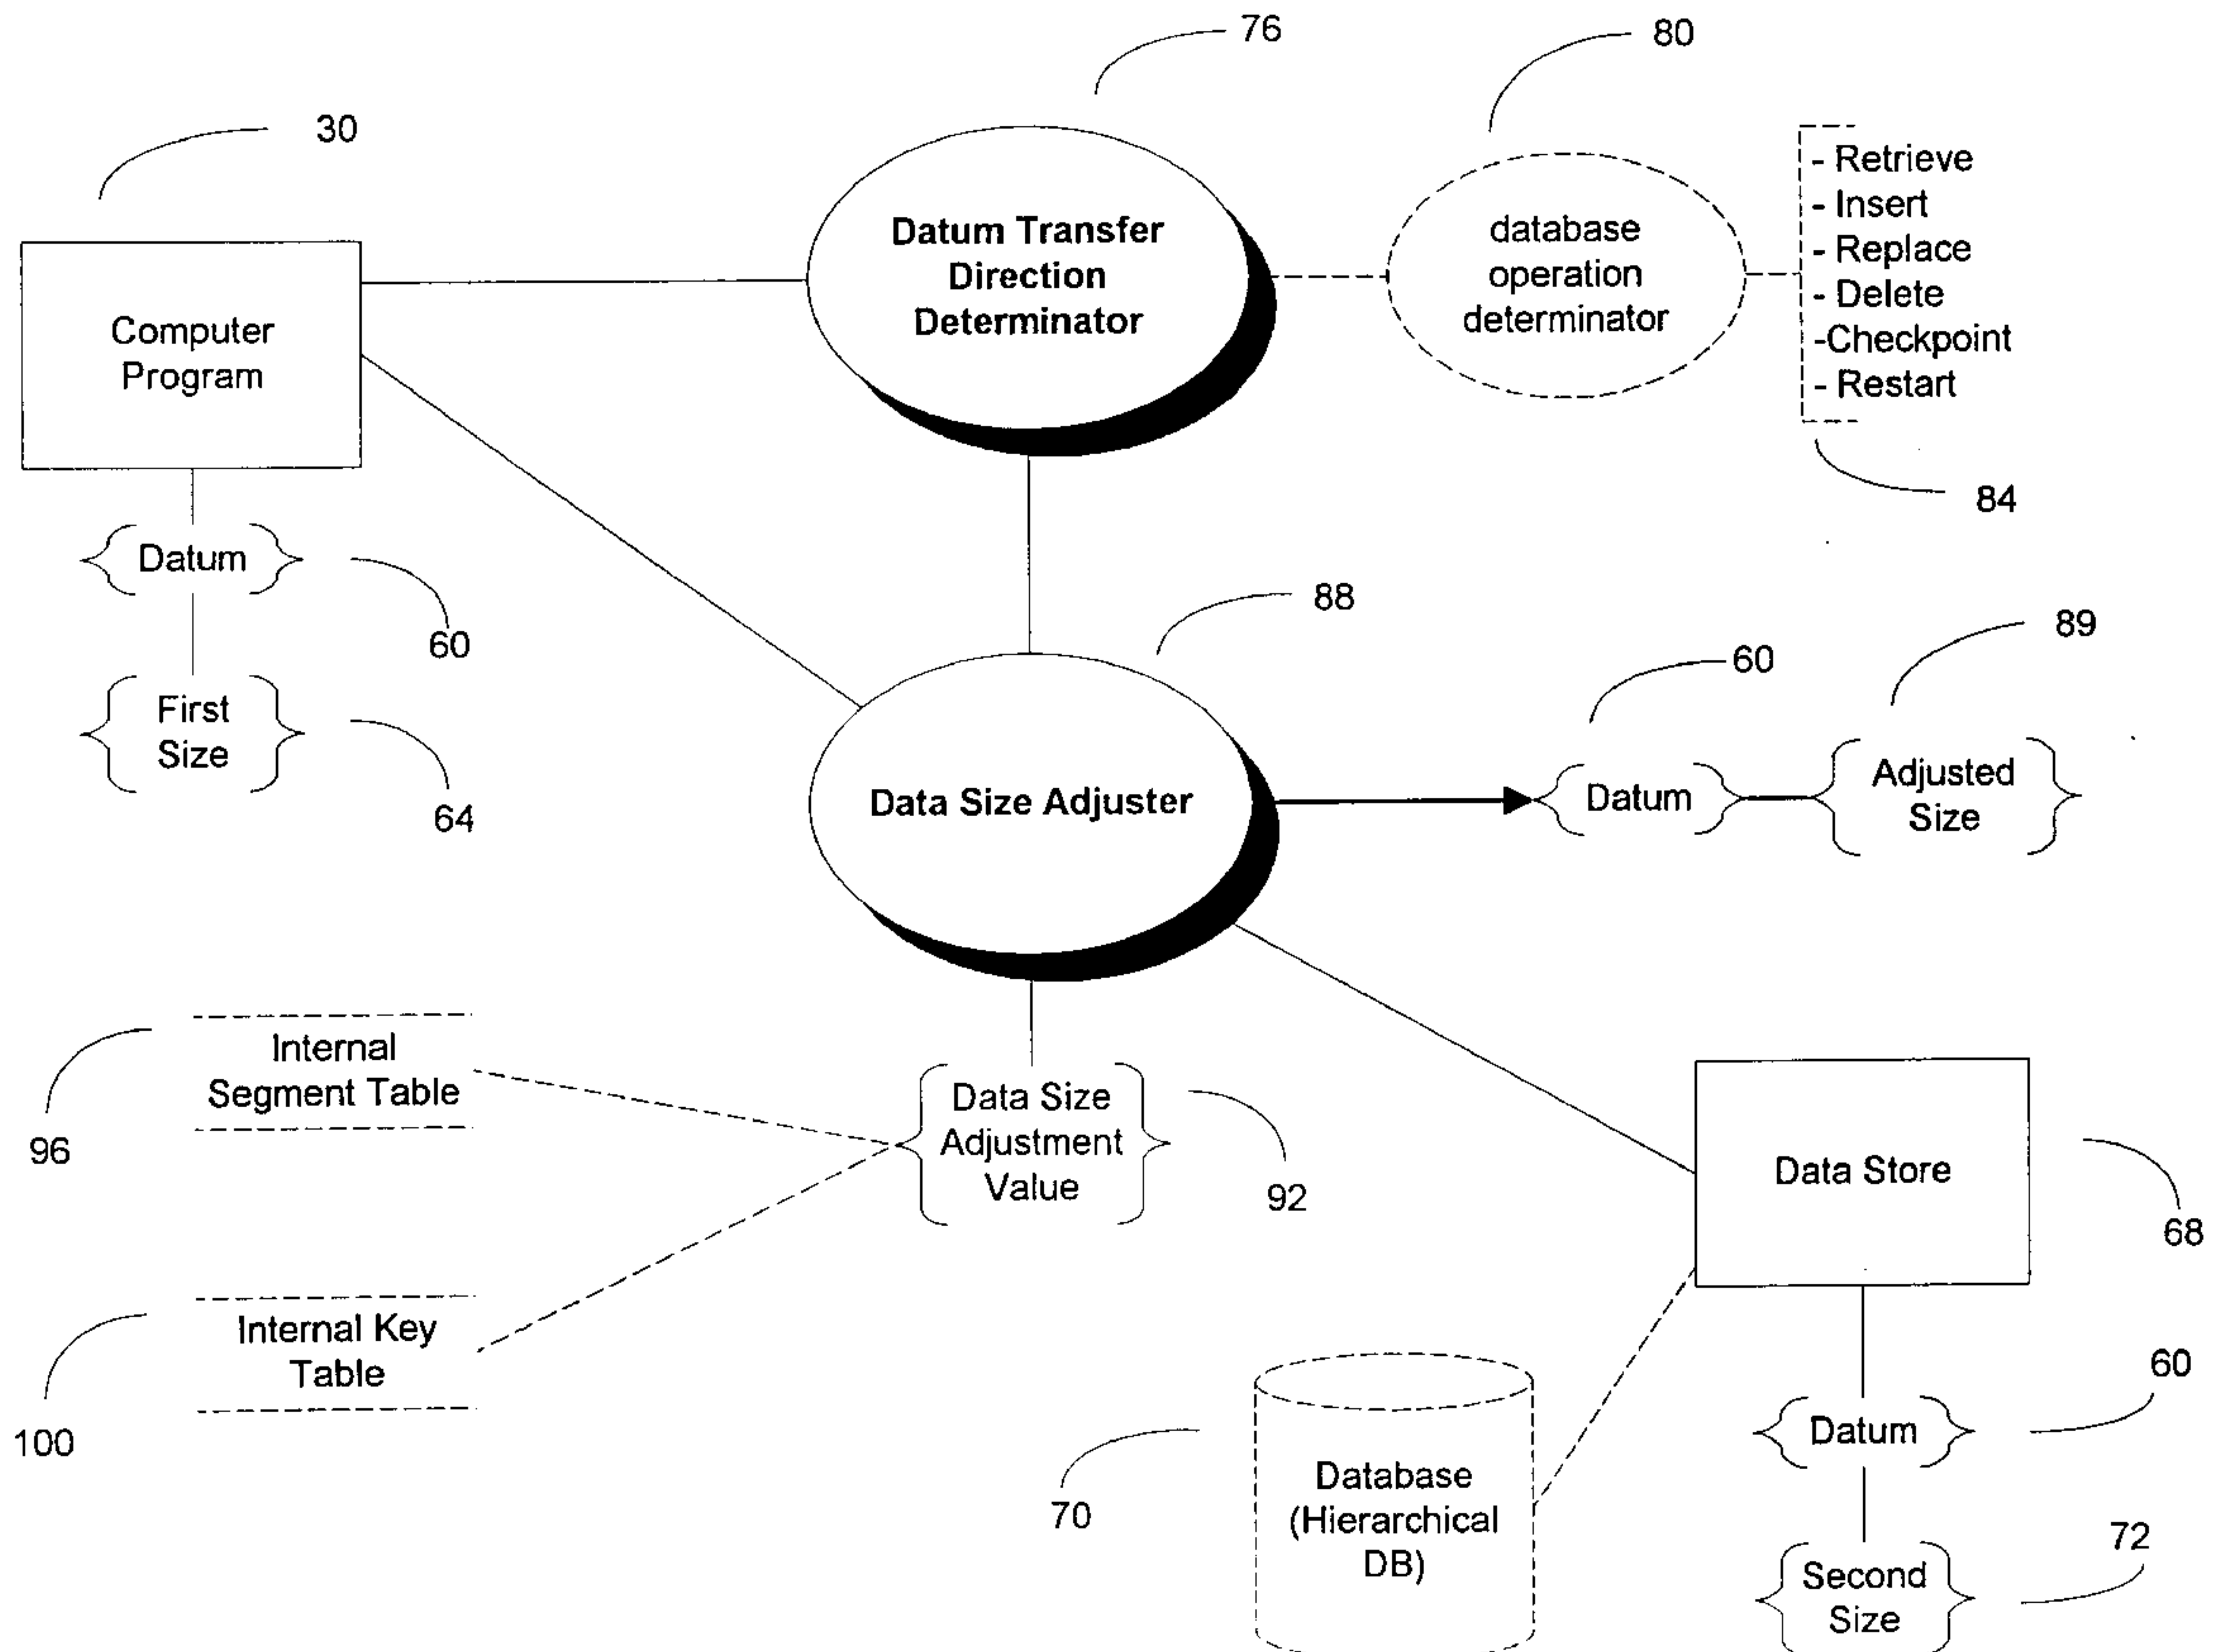 76
80
30
- Retrieve
- Insert
- Replace
- Delete
-Checkpoint
- Restart
84
Datum Transfer
Direction
Determinator
database
operation
determinator
Computer
Program
Datum
60
First
Size
64
88
60
89
Data Size Adjuster
Datum
Adjusted
Size
Internal
Segment Table
96
Data Size
Adjustment
Value
92
Data Store
68
Internal Key
Table
100
70
Database
(Hierarchical
DB)
60
Datum
72
Second
Size